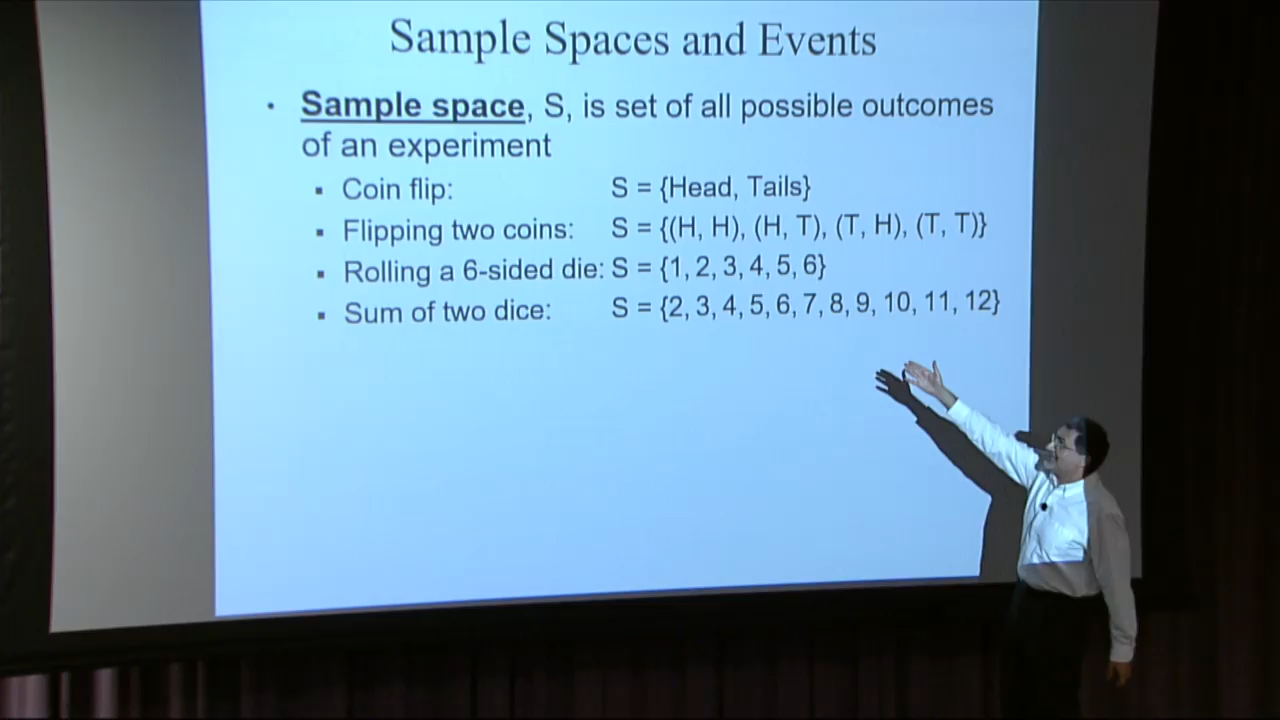 Sample Spaces and Events
• Sample space, S, is set of all possible outcomes
of an experiment
▪ Coin flip: S = {Head, Tails}
▪ Flipping two coins: S = {(H, H), (H, T), (T, H), (T, T)}
▪ Rolling a 6-sided die: S = {1, 2, 3, 4, 5, 6}
▪ Sum of two dice: S = {2, 3, 4, 5, 6, 7, 8, 9, 10, 11, 12}